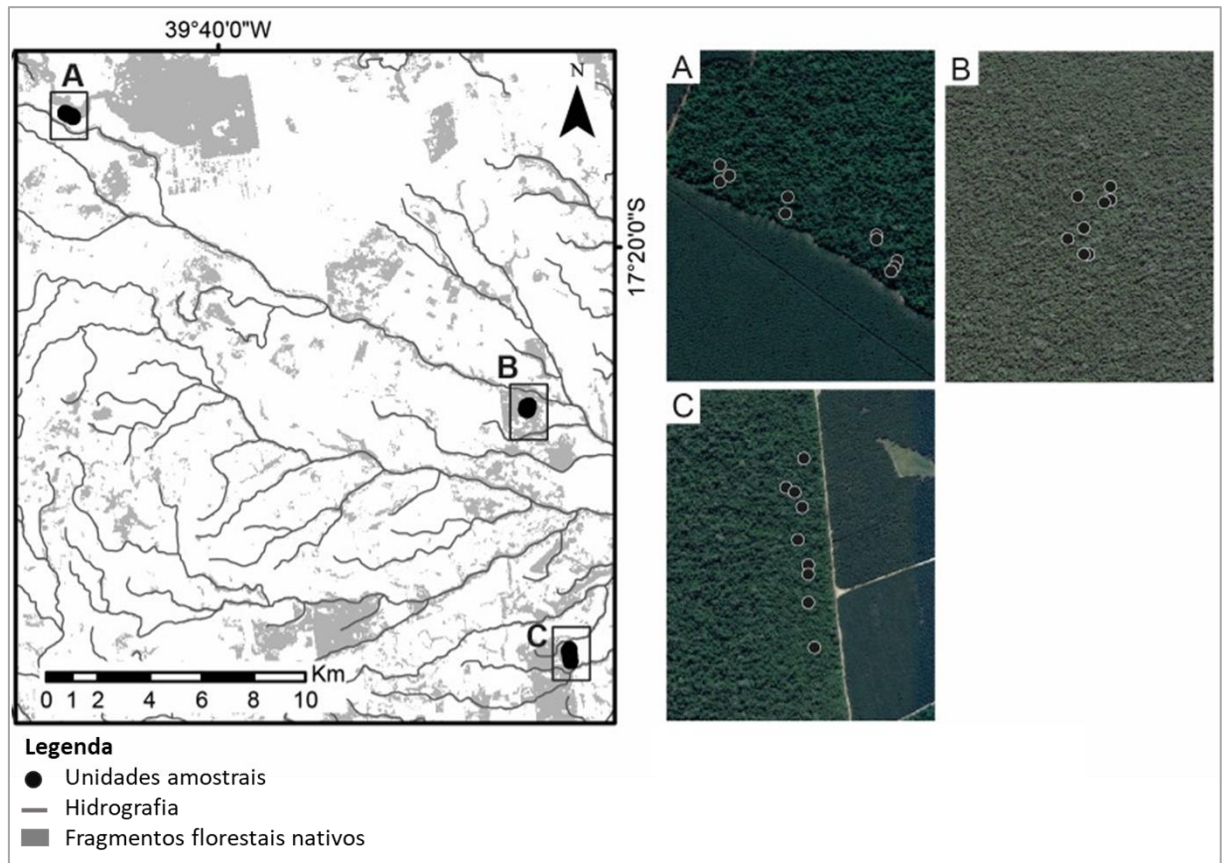 39°40'0"W
A
N
17°20'0"S
B
C
Km
0 1 2 4 6 8 10
A
B
C
Legenda
Unidades amostrais
Hidrografia
Fragmentos florestais nativos